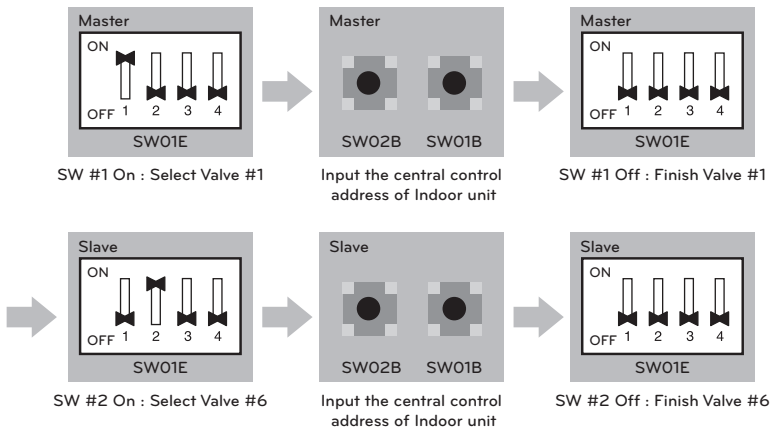 Master
ON
OFF 1 2 3 4
SW01E
SW #1 On : Select Valve #1
Master
SW02B SW01B
Input the central control
address of Indoor unit
Master
ON
OFF 1 2 3 4
SW01E
SW #1 Off : Finish Valve #1
Slave
ON
OFF 1 2 3 4
SW01E
SW #2 On : Select Valve #6
Slave
SW02B SW01B
Input the central control
address of Indoor unit
Slave
ON
OFF 1 2 3 4
SW01E
SW #2 Off : Finish Valve #6